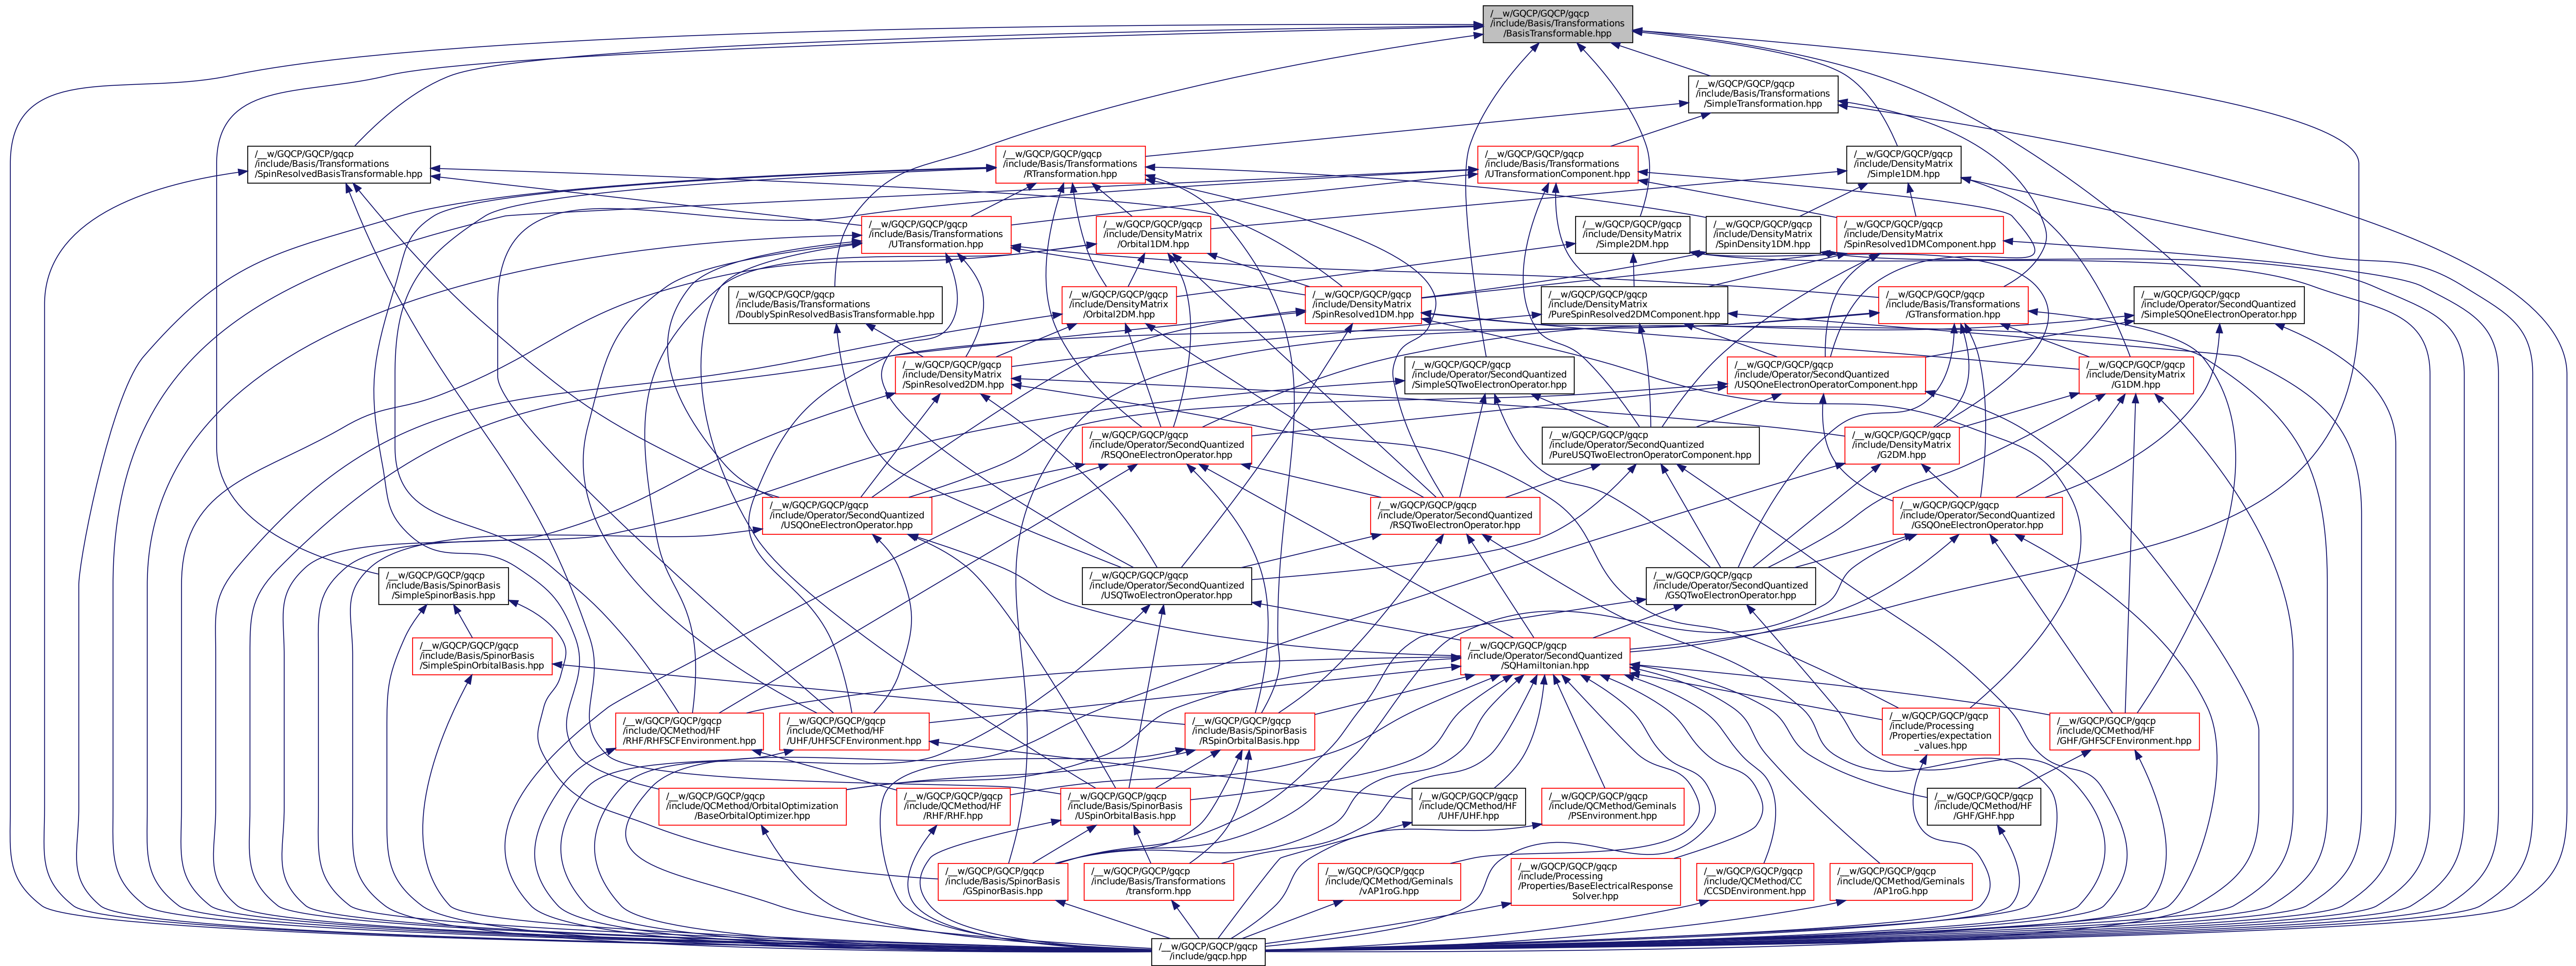 /__w/GQCP/GQCP/gqcp
/include/Basis/Transformations
/BasisTransformable.hpp
/__w/GQCP/GQCP/gqcp
/include/Basis/Transformations
/SimpleTransformation.hpp
/__w/GQCP/GQCP/gqcp
/include/Basis/Transformations
/SpinResolvedBasisTransformable.hpp
/__w/GQCP/GQCP/gqcp
/include/Basis/Transformations
/RTransformation.hpp
/__w/GQCP/GQCP/gqcp
/include/Basis/Transformations
/UTransformationComponent.hpp
/__w/GQCP/GQCP/gqcp
/include/DensityMatrix
/Simple1DM.hpp
/__w/GQCP/GQCP/gqcp
/include/Basis/Transformations
/UTransformation.hpp
/__w/GQCP/GQCP/gqcp
/include/DensityMatrix
/Orbital1DM.hpp
/__w/GQCP/GQCP/gqcp
/include/DensityMatrix
/Simple2DM.hpp
/__w/GQCP/GQCP/gqcp
/include/DensityMatrix
/SpinDensity1DM.hpp
/__w/GQCP/GQCP/gqcp
/include/DensityMatrix
/SpinResolved1DMComponent.hpp
/__w/GQCP/GQCP/gqcp
/include/Basis/Transformations
/DoublySpinResolvedBasisTransformable.hpp
/__w/GQCP/GQCP/gqcp
/include/DensityMatrix
/Orbital2DM.hpp
/__w/GQCP/GQCP/gqcp
/include/DensityMatrix
/SpinResolved1DM.hpp
/__w/GQCP/GQCP/gqcp
/include/DensityMatrix
/PureSpinResolved2DMComponent.hpp
/__w/GQCP/GQCP/gqcp
/include/Basis/Transformations
/GTransformation.hpp
/__w/GQCP/GQCP/gqcp
/include/Operator/SecondQuantized
/SimpleSQOneElectronOperator.hpp
/__w/GQCP/GQCP/gqcp
/include/DensityMatrix
/SpinResolved2DM.hpp
/__w/GQCP/GQCP/gqcp
/include/Operator/SecondQuantized
/SimpleSQTwoElectronOperator.hpp
/__w/GQCP/GQCP/gqcp
/include/Operator/SecondQuantized
/USQOneElectronOperatorComponent.hpp
/__w/GQCP/GQCP/gqcp
/include/DensityMatrix
/G1DM.hpp
/__w/GQCP/GQCP/gqcp
/include/Operator/SecondQuantized
/RSQOneElectronOperator.hpp
/__w/GQCP/GQCP/gqcp
/include/Operator/SecondQuantized
/PureUSQTwoElectronOperatorComponent.hpp
/__w/GQCP/GQCP/gqcp
/include/DensityMatrix
/G2DM.hpp
/__w/GQCP/GQCP/gqcp
/include/Operator/SecondQuantized
/USQOneElectronOperator.hpp
/__w/GQCP/GQCP/gqcp
/include/Operator/SecondQuantized
/RSQTwoElectronOperator.hpp
/__w/GQCP/GQCP/gqcp
/include/Operator/SecondQuantized
/GSQOneElectronOperator.hpp
/__w/GQCP/GQCP/gqcp
/include/Basis/SpinorBasis
/SimpleSpinorBasis.hpp
/__w/GQCP/GQCP/gqcp
/include/Operator/SecondQuantized
/USQTwoElectronOperator.hpp
/__w/GQCP/GQCP/gqcp
/include/Operator/SecondQuantized
/GSQTwoElectronOperator.hpp
/__w/GQCP/GQCP/gqcp
/include/Basis/SpinorBasis
/SimpleSpinOrbitalBasis.hpp
/__w/GQCP/GQCP/gqcp
/include/Operator/SecondQuantized
/SQHamiltonian.hpp
/__w/GQCP/GQCP/gqcp
/include/QCMethod/HF
/RHF/RHFSCFEnvironment.hpp
/__w/GQCP/GQCP/gqcp
/include/QCMethod/HF
/UHF/UHFSCFEnvironment.hpp
/__w/GQCP/GQCP/gqcp
/include/Basis/SpinorBasis
/RSpinOrbitalBasis.hpp
/__w/GQCP/GQCP/gqcp
/include/Processing
/Properties/expectation
_values.hpp
/__w/GQCP/GQCP/gqcp
/include/QCMethod/HF
/GHF/GHFSCFEnvironment.hpp
/__w/GQCP/GQCP/gqcp
/include/QCMethod/OrbitalOptimization
/BaseOrbitalOptimizer.hpp
/__w/GQCP/GQCP/gqcp
/include/QCMethod/HF
/RHF/RHF.hpp
/__w/GQCP/GQCP/gqcp
/include/Basis/SpinorBasis
/USpinOrbitalBasis.hpp
/__w/GQCP/GQCP/gqcp
/include/QCMethod/HF
/UHF/UHF.hpp
/__w/GQCP/GQCP/gqcp
/include/QCMethod/Geminals
/PSEnvironment.hpp
/__w/GQCP/GQCP/gqcp
/include/QCMethod/HF
/GHF/GHF.hpp
/__w/GQCP/GQCP/gqcp
/include/Basis/SpinorBasis
/GSpinorBasis.hpp
/__w/GQCP/GQCP/gqcp
/include/Basis/Transformations
/transform.hpp
/__w/GQCP/GQCP/gqcp
/include/QCMethod/Geminals
/vAP1roG.hpp
/__w/GQCP/GQCP/gqcp
/include/Processing
/Properties/BaseElectricalResponse
Solver.hpp
/__w/GQCP/GQCP/gqcp
/include/QCMethod/CC
/CCSDEnvironment.hpp
/__w/GQCP/GQCP/gqcp
/include/QCMethod/Geminals
/AP1roG.hpp
/__w/GQCP/GQCP/gqcp
/include/gqcp.hpp